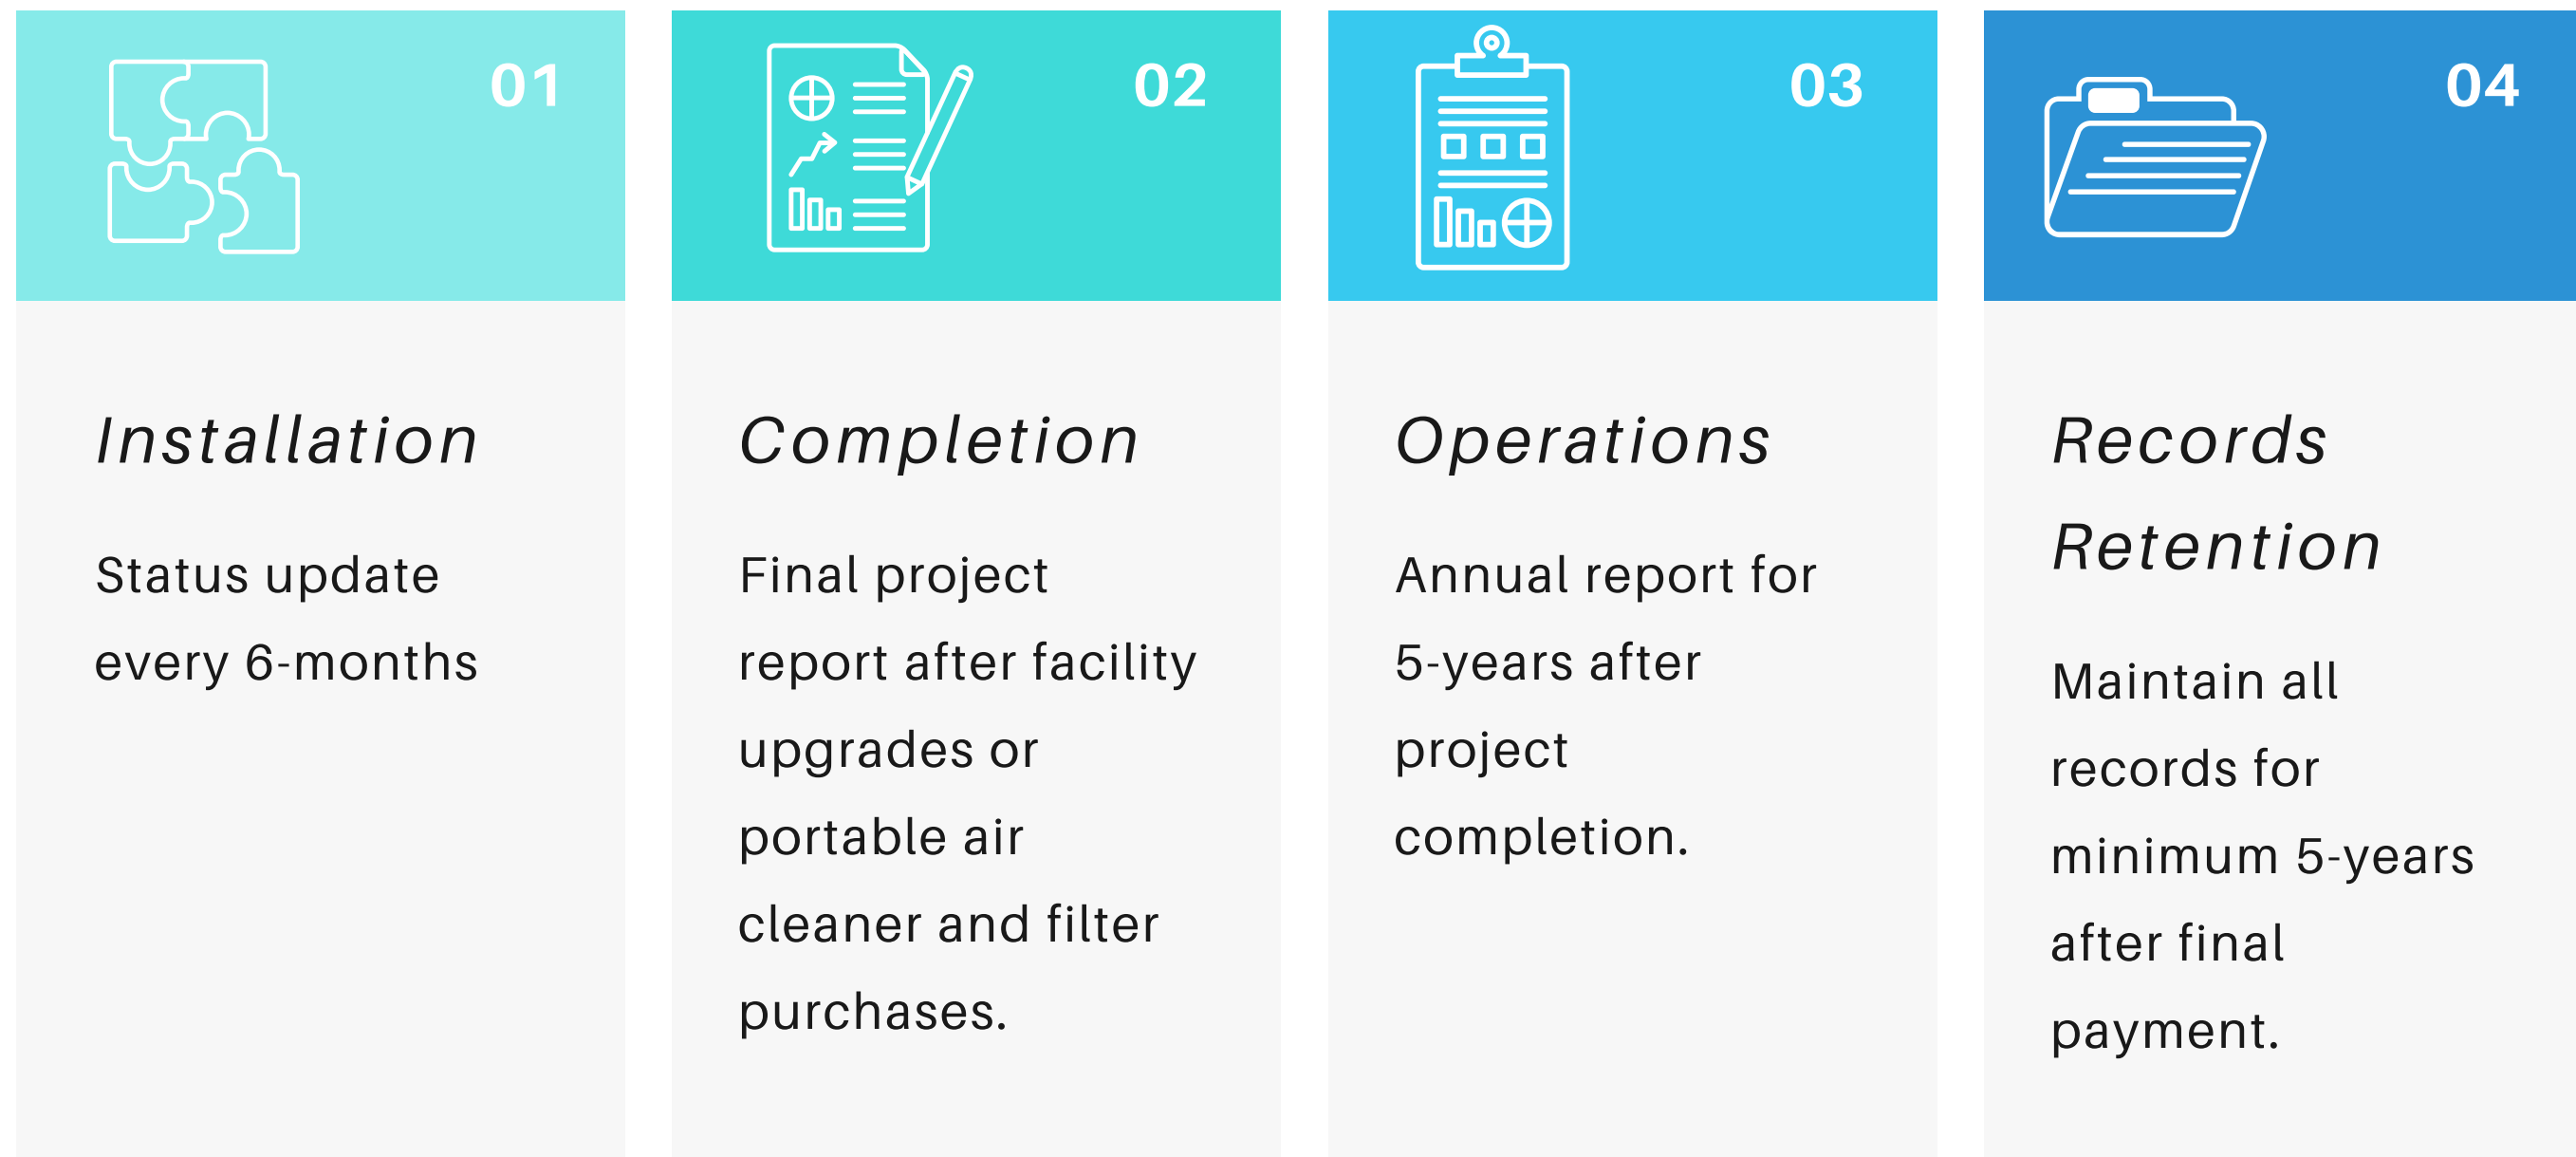 01
Installation
Status update
every 6-months
02
Completion
Final project
report after facility
upgrades or
portable air
cleaner and filter
purchases.
03
Operations
Annual report for
5-years after
project
completion.
04
Records
Retention
Maintain all
records for
minimum 5-years
after final
payment.